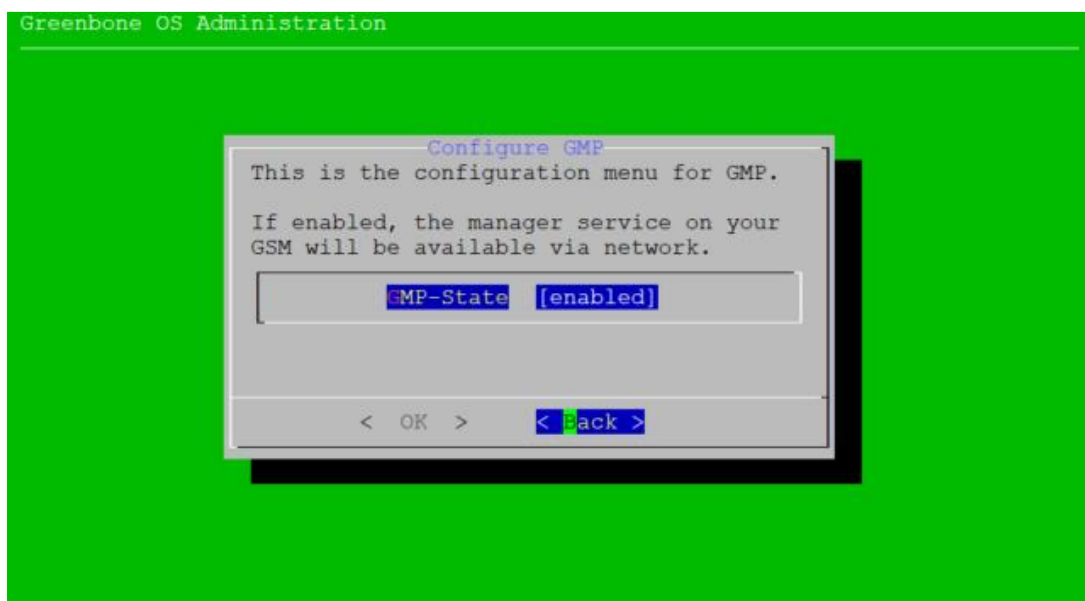 Greenbone OS Administration
Configure GMP
This is the configuration menu for GMP.
If enabled, the manager service on your
GSM will be available via network.
GMP-State [enabled]
< OK > < Back >